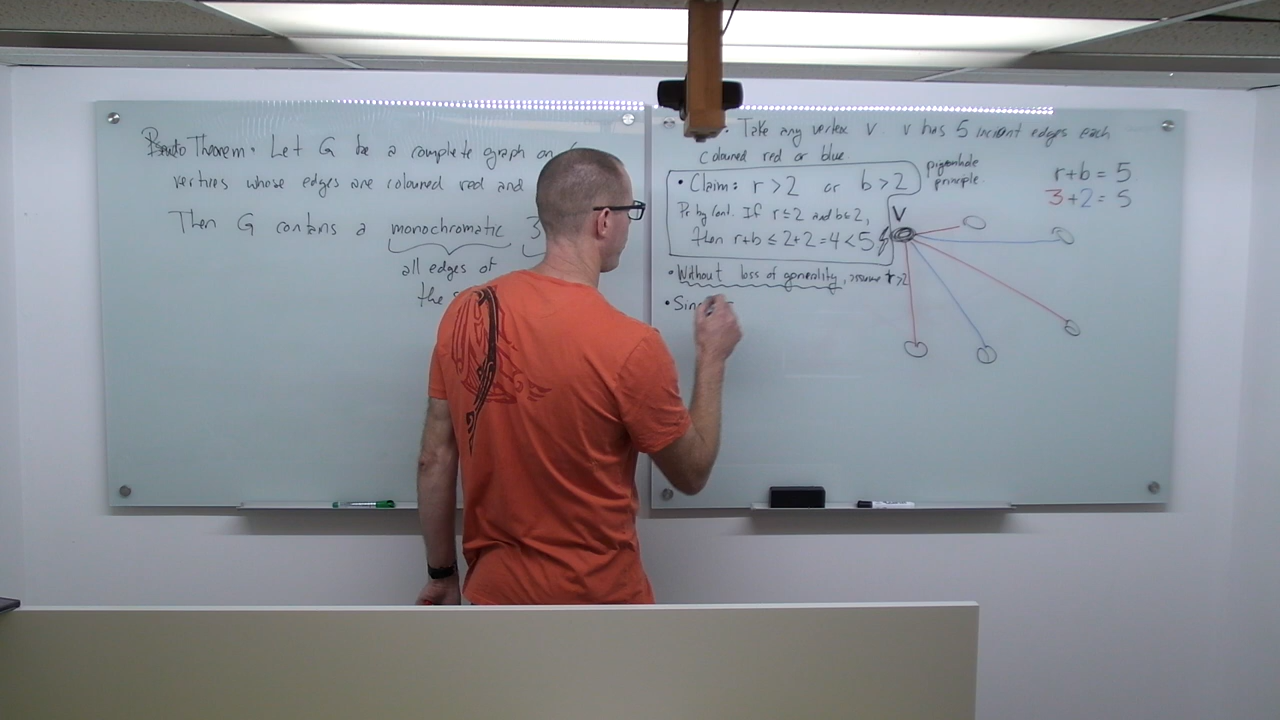 Pseuto Theorem. Let G be a complete graph on 6
vertices whose edges are coloured red and
Then G contains a monochromatic 3
all edges of
the s
Take any vertex v. v has 5 incident edges each
coloured red or blue.
• Claim: r > 2 or b > 2
pigeonhole
principle
Pr by Cont. If r ≤ 2 and b ≤ 2,
then r+b ≤ 2+2 = 4 < 5
• Without loss of generality, assume r > 2
• Sin
r+b = 5
3+2 = 5
V